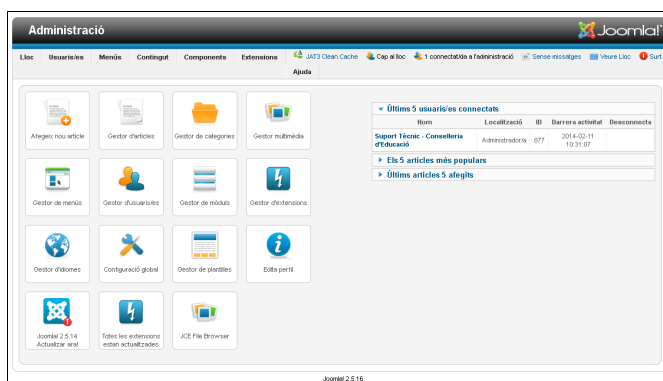 Administració
Joomla!
Lloc Usuaris/es Menús Contingut Components Extensions JAT3 Clean Cache Cap al lloc 1 connectat/da a l'administració Sense missatges Veure Lloc Surt
Ajuda
Afegeix nou article Gestor d'articles Gestor de categories Gestor multimèdia
Gestor de menús Gestor d'usuaris/es Gestor de mòduls Gestor d'extensions
Gestor d'idiomes Configuració global Gestor de plantilles Edita perfil
Joomla! 2.5.14 Totes les extensions JCE File Browser
Actualitzar ara! estan actualitzades
Últims 5 usuaris/es connectats
Nom Localització ID Darrera activitat Desconnecta
Suport Tècnic - Conselleria Administrador/a 677 2014-02-11
d'Educació 10:31:07
Els 5 articles més populars
Últims articles 5 afegits
Joomla! 2.5.16